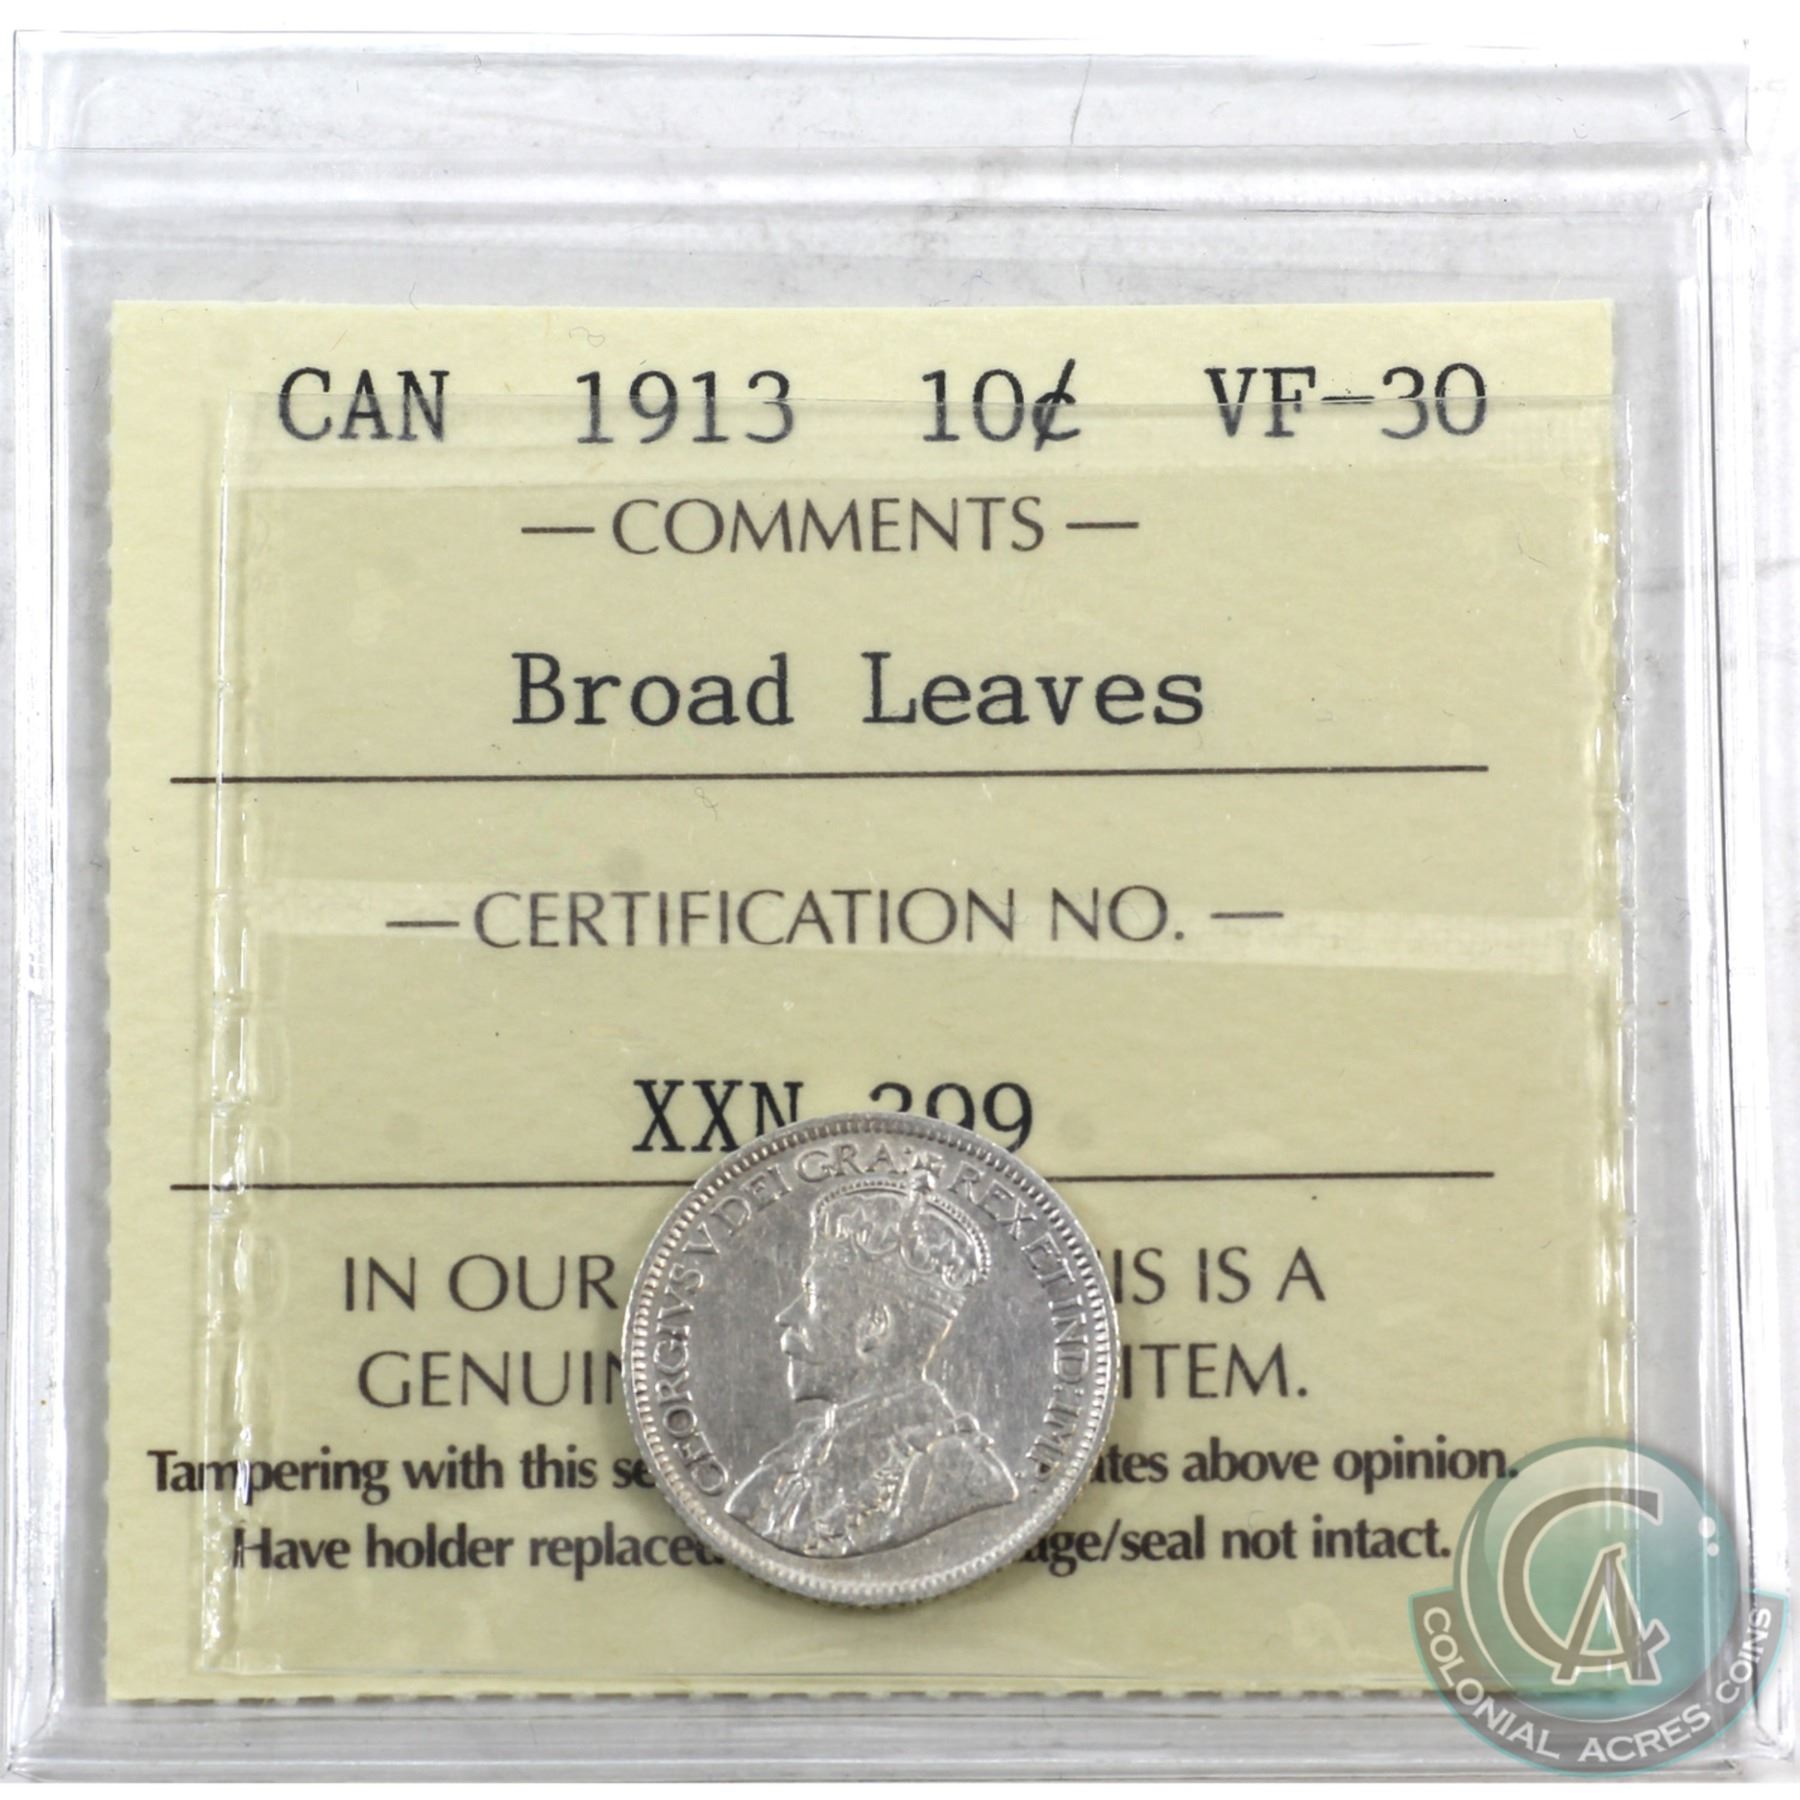 CAN 1913 10¢ VF-30
— COMMENTS —
Broad Leaves
— CERTIFICATION NO. —
XXN 399
IN OUR IS IS A
GENUIN ITEM.
Tampering with this se ates above opinion.
Have holder replaced age/seal not intact.
GEORGIVS V DEI GRA: REX ET IND: IMP:
CA
COLONIAL ACRES COINS